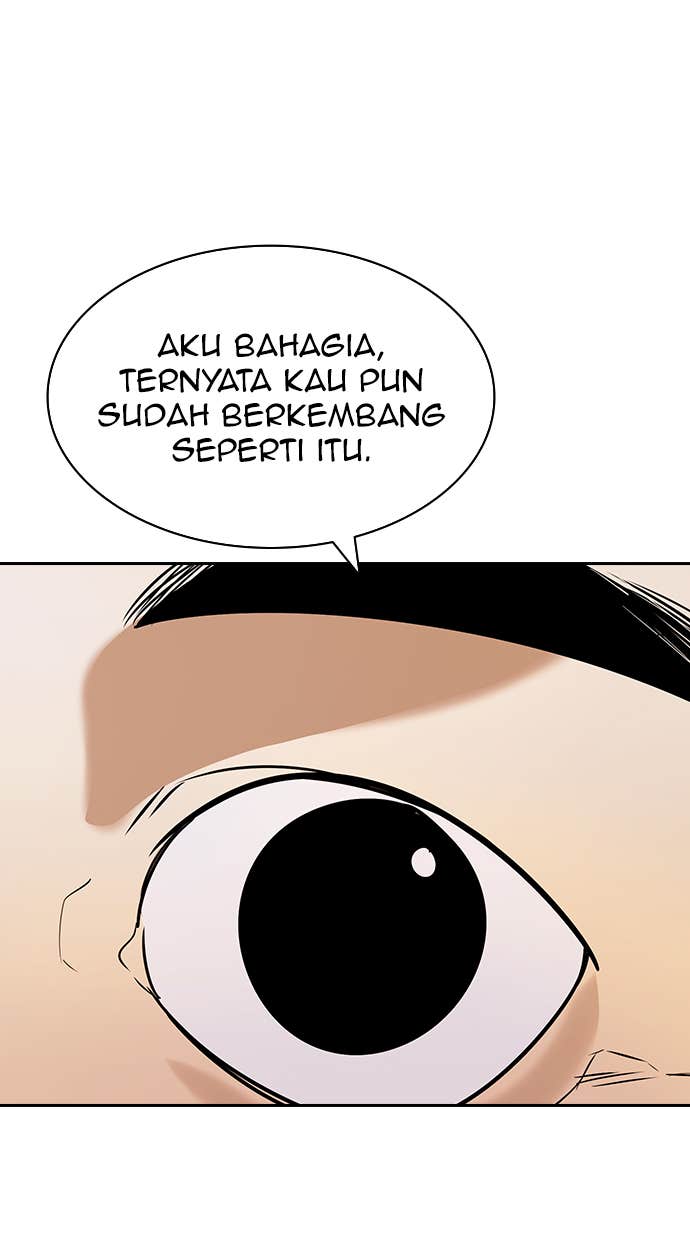 AKU BAHAGIA,
TERNYATA KAU PUN
SUDAH BERKEMBANG
SEPERTI ITU.